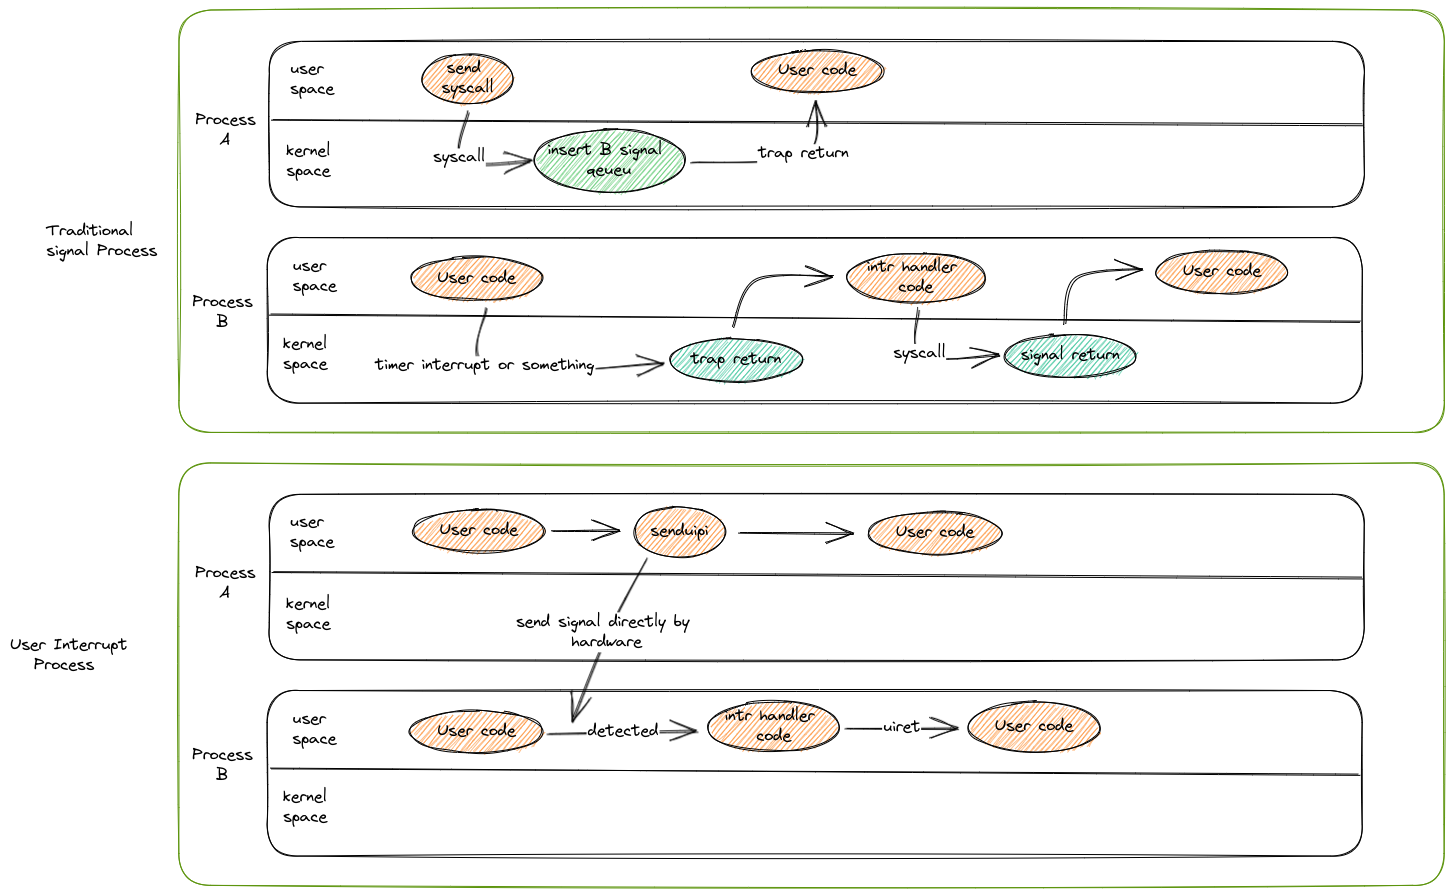 user
space
send
syscall
User code
Process
A
kernel
space
syscall
insert B signal
qeueu
trap return
Traditional
signal Process
user
space
User code
intr handler
code
User code
Process
B
kernel
space
timer interrupt or something
trap return
syscall
signal return
user
space
User code
senduipi
User code
Process
A
kernel
space
send signal directly by
hardware
User Interrupt
Process
user
space
User code
detected
intr handler
code
uiret
User code
Process
B
kernel
space